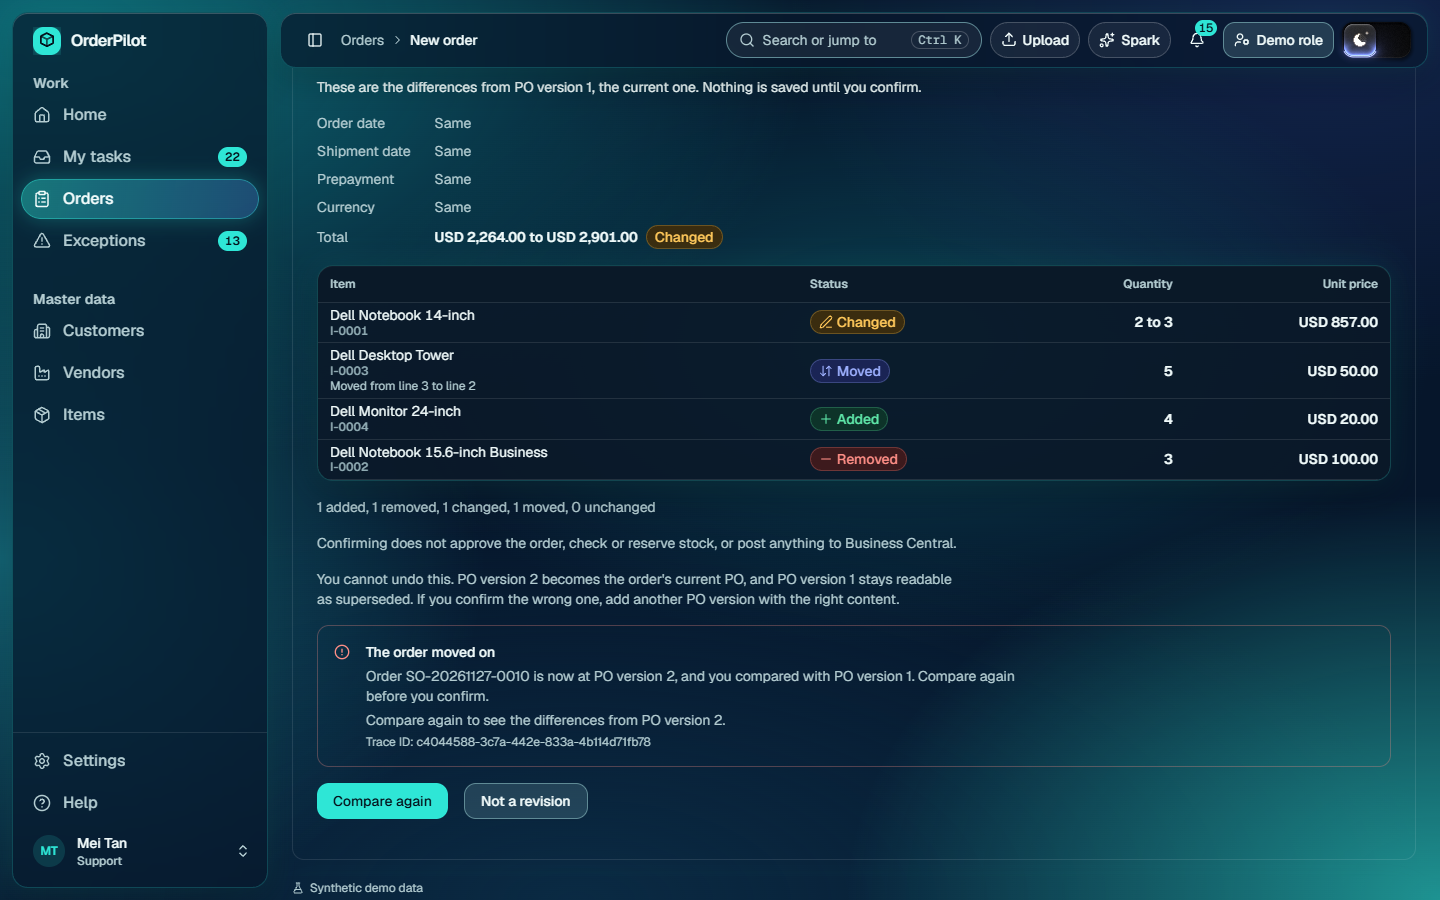 OrderPilot
Work
Home
My tasks 22
Orders
Exceptions 13
Master data
Customers
Vendors
Items
Settings
Help
MT Mei Tan
Support
Orders > New order
Search or jump to Ctrl K
Upload
Spark
15
Demo role
These are the differences from PO version 1, the current one. Nothing is saved until you confirm.
Order date Same
Shipment date Same
Prepayment Same
Currency Same
Total USD 2,264.00 to USD 2,901.00 Changed
Item Status Quantity Unit price
Dell Notebook 14-inch
I-0001
Changed 2 to 3 USD 857.00
Dell Desktop Tower
I-0003
Moved from line 3 to line 2
Moved 5 USD 50.00
Dell Monitor 24-inch
I-0004
Added 4 USD 20.00
Dell Notebook 15.6-inch Business
I-0002
Removed 3 USD 100.00
1 added, 1 removed, 1 changed, 1 moved, 0 unchanged
Confirming does not approve the order, check or reserve stock, or post anything to Business Central.
You cannot undo this. PO version 2 becomes the order's current PO, and PO version 1 stays readable
as superseded. If you confirm the wrong one, add another PO version with the right content.
The order moved on
Order SO-20261127-0010 is now at PO version 2, and you compared with PO version 1. Compare again
before you confirm.
Compare again to see the differences from PO version 2.
Trace ID: c4044588-3c7a-442e-833a-4b114d71fb78
Compare again
Not a revision
Synthetic demo data